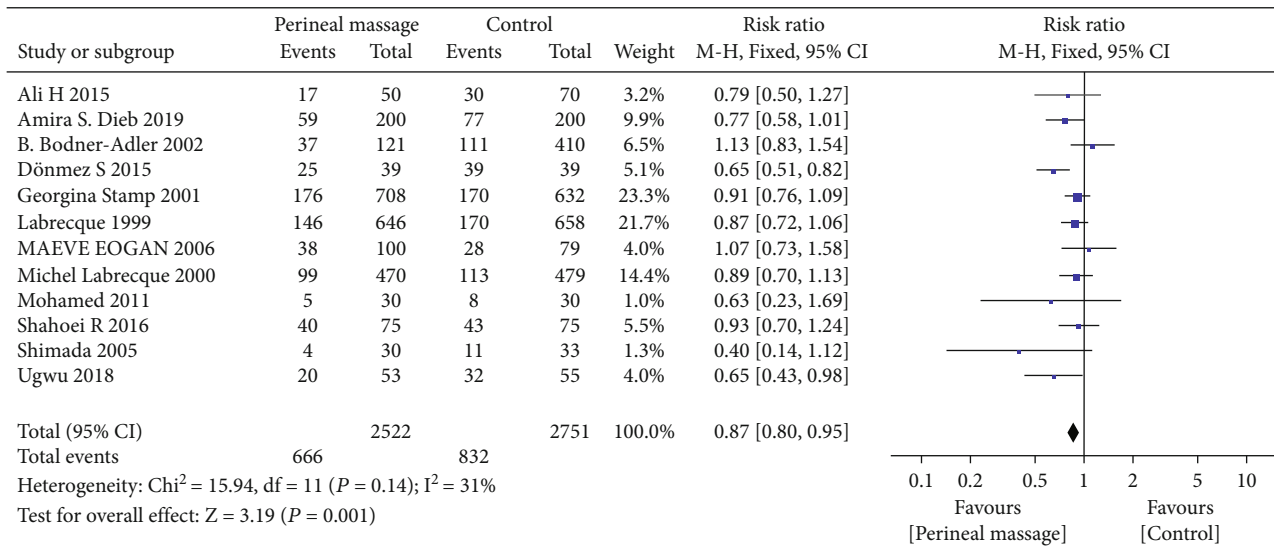 Perineal massage Control Risk ratio Risk ratio
Study or subgroup Events Total Events Total Weight M-H, Fixed, 95% CI M-H, Fixed, 95% CI
Ali H 2015 17 50 30 70 3.2% 0.79 [0.50, 1.27]
Amira S. Dieb 2019 59 200 77 200 9.9% 0.77 [0.58, 1.01]
B. Bodner-Adler 2002 37 121 111 410 6.5% 1.13 [0.83, 1.54]
Dönmez S 2015 25 39 39 39 5.1% 0.65 [0.51, 0.82]
Georgina Stamp 2001 176 708 170 632 23.3% 0.91 [0.76, 1.09]
Labrecque 1999 146 646 170 658 21.7% 0.87 [0.72, 1.06]
MAEVE EOGAN 2006 38 100 28 79 4.0% 1.07 [0.73, 1.58]
Michel Labrecque 2000 99 470 113 479 14.4% 0.89 [0.70, 1.13]
Mohamed 2011 5 30 8 30 1.0% 0.63 [0.23, 1.69]
Shahoei R 2016 40 75 43 75 5.5% 0.93 [0.70, 1.24]
Shimada 2005 4 30 11 33 1.3% 0.40 [0.14, 1.12]
Ugwu 2018 20 53 32 55 4.0% 0.65 [0.43, 0.98]
Total (95% CI) 2522 2751 100.0% 0.87 [0.80, 0.95]
Total events 666 832
Heterogeneity: Chi² = 15.94, df = 11 (P = 0.14); I² = 31%
Test for overall effect: Z = 3.19 (P = 0.001)
0.1 0.2 0.5 1 2 5 10
Favours Favours
[Perineal massage] [Control]